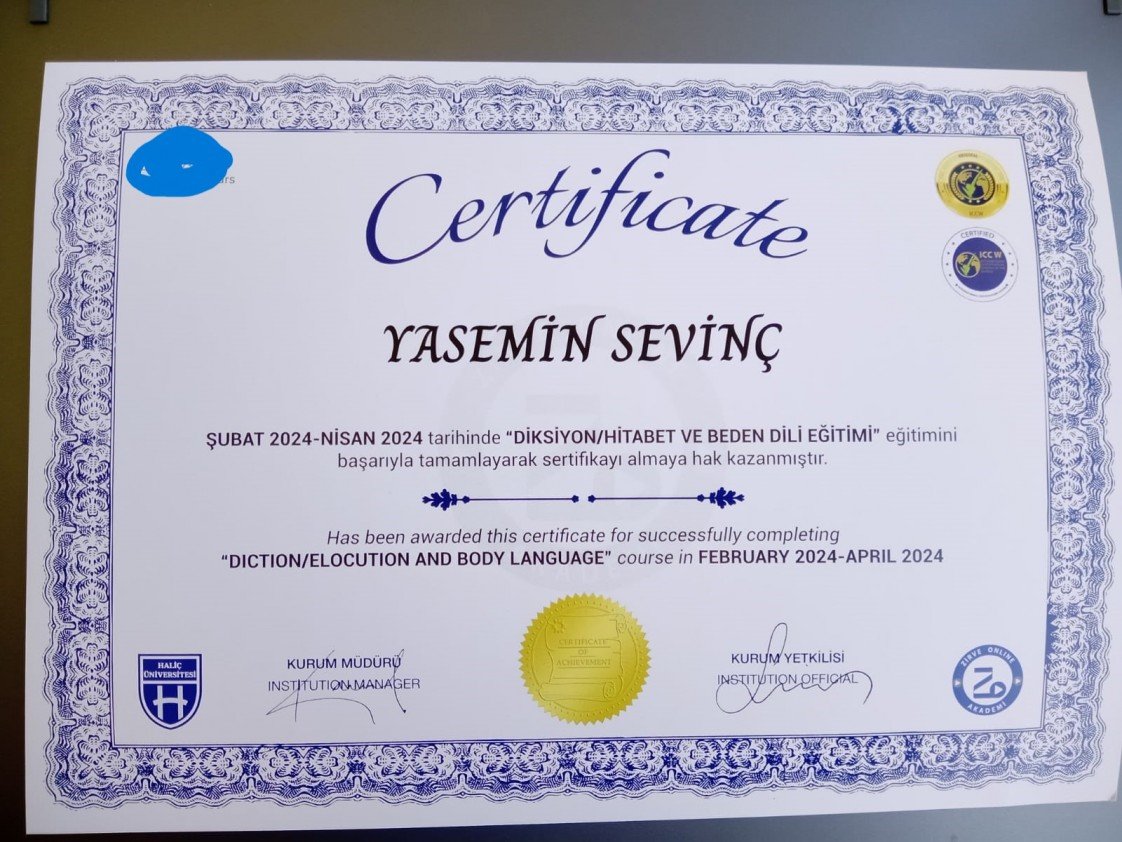 rs
Certificate
YASEMİN SEVİNÇ
ŞUBAT 2024-NİSAN 2024 tarihinde “DİKSİYON/HİTABET VE BEDEN DİLİ EĞİTİMİ” eğitimini
başarıyla tamamlayarak sertifikayı almaya hak kazanmıştır.
Has been awarded this certificate for successfully completing
“DICTION/ELOCUTION AND BODY LANGUAGE” course in FEBRUARY 2024-APRIL 2024
CERTIFICATE
OF
ACHIEVEMENT
KURUM MÜDÜRÜ
INSTITUTION MANAGER
KURUM YETKİLİSİ
INSTITUTION OFFICIAL
HALİÇ
ÜNİVERSİTESİ
ZİRVE ONLINE
AKADEMİ
CERTIFIED
ICC W